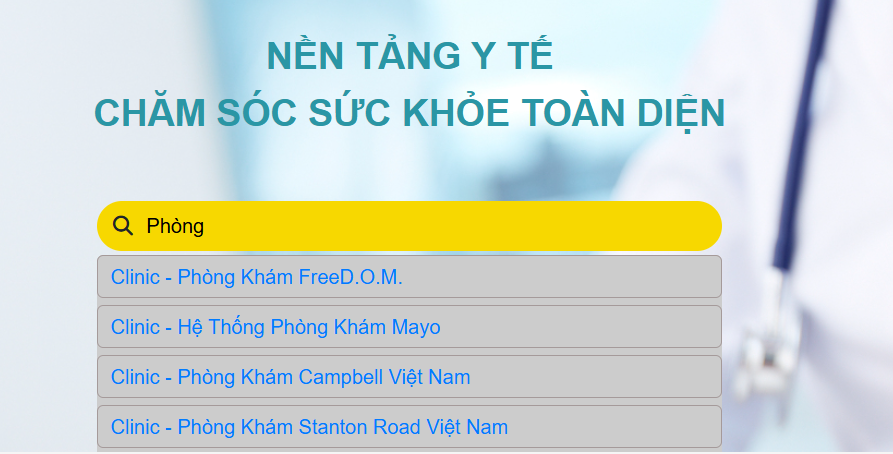 NỀN TẢNG Y TẾ
CHĂM SÓC SỨC KHỎE TOÀN DIỆN
Phòng
Clinic - Phòng Khám FreeD.O.M.
Clinic - Hệ Thống Phòng Khám Mayo
Clinic - Phòng Khám Campbell Việt Nam
Clinic - Phòng Khám Stanton Road Việt Nam